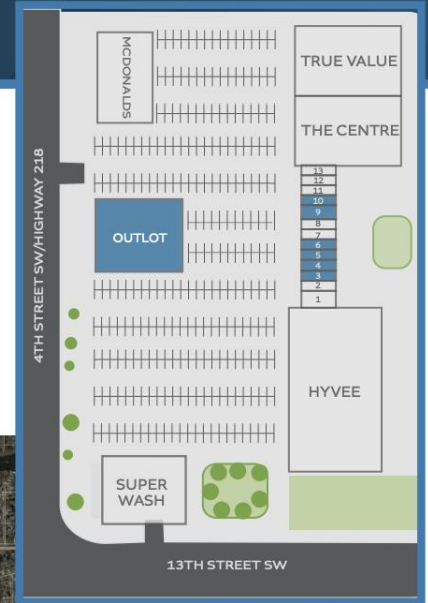 MCDONALDS
TRUE VALUE
THE CENTRE
13
12
11
10
9
8
7
6
5
4
3
2
1
OUTLOT
4TH STREET SW/HIGHWAY 218
HYVEE
SUPER
WASH
13TH STREET SW